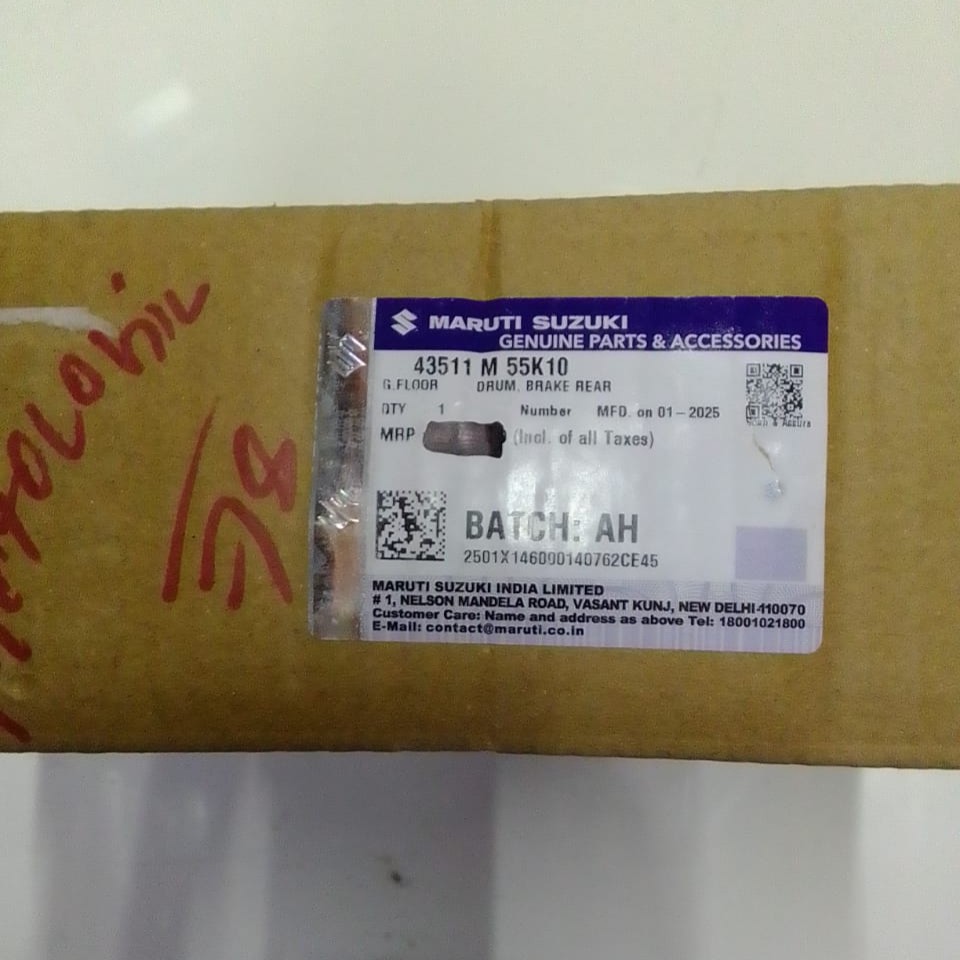 MARUTI SUZUKI
GENUINE PARTS & ACCESSORIES
43511 M 55K10
G.FLOOR DRUM, BRAKE REAR
QTY 1 Number MFD. on 01-2025
MRP (Incl. of all Taxes)
BATCH: AH
2501X146000140762CE45
MARUTI SUZUKI INDIA LIMITED
# 1, NELSON MANDELA ROAD, VASANT KUNJ, NEW DELHI-110070
Customer Care: Name and address as above Tel: 18001021800
E-Mail: contact@maruti.co.in